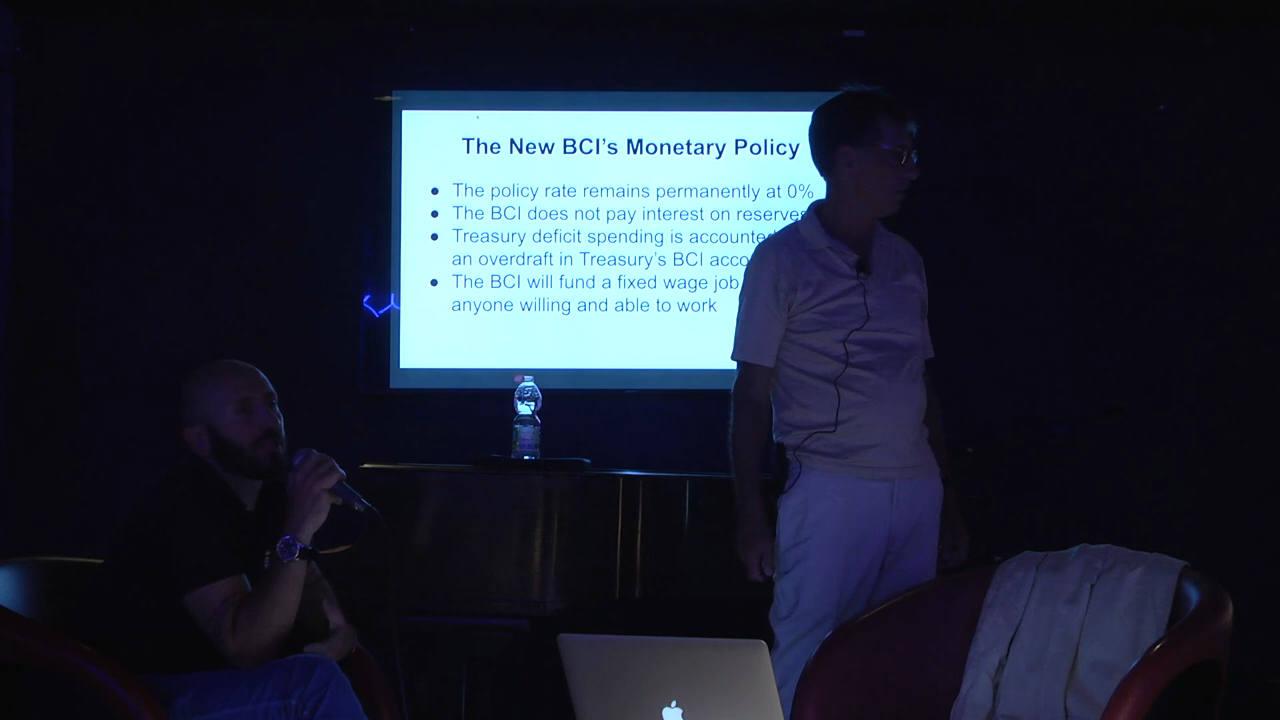 The New BCI's Monetary Policy
● The policy rate remains permanently at 0%
● The BCI does not pay interest on reserves
● Treasury deficit spending is accounted
an overdraft in Treasury's BCI
● The BCI will fund a fixed wage job
anyone willing and able to work